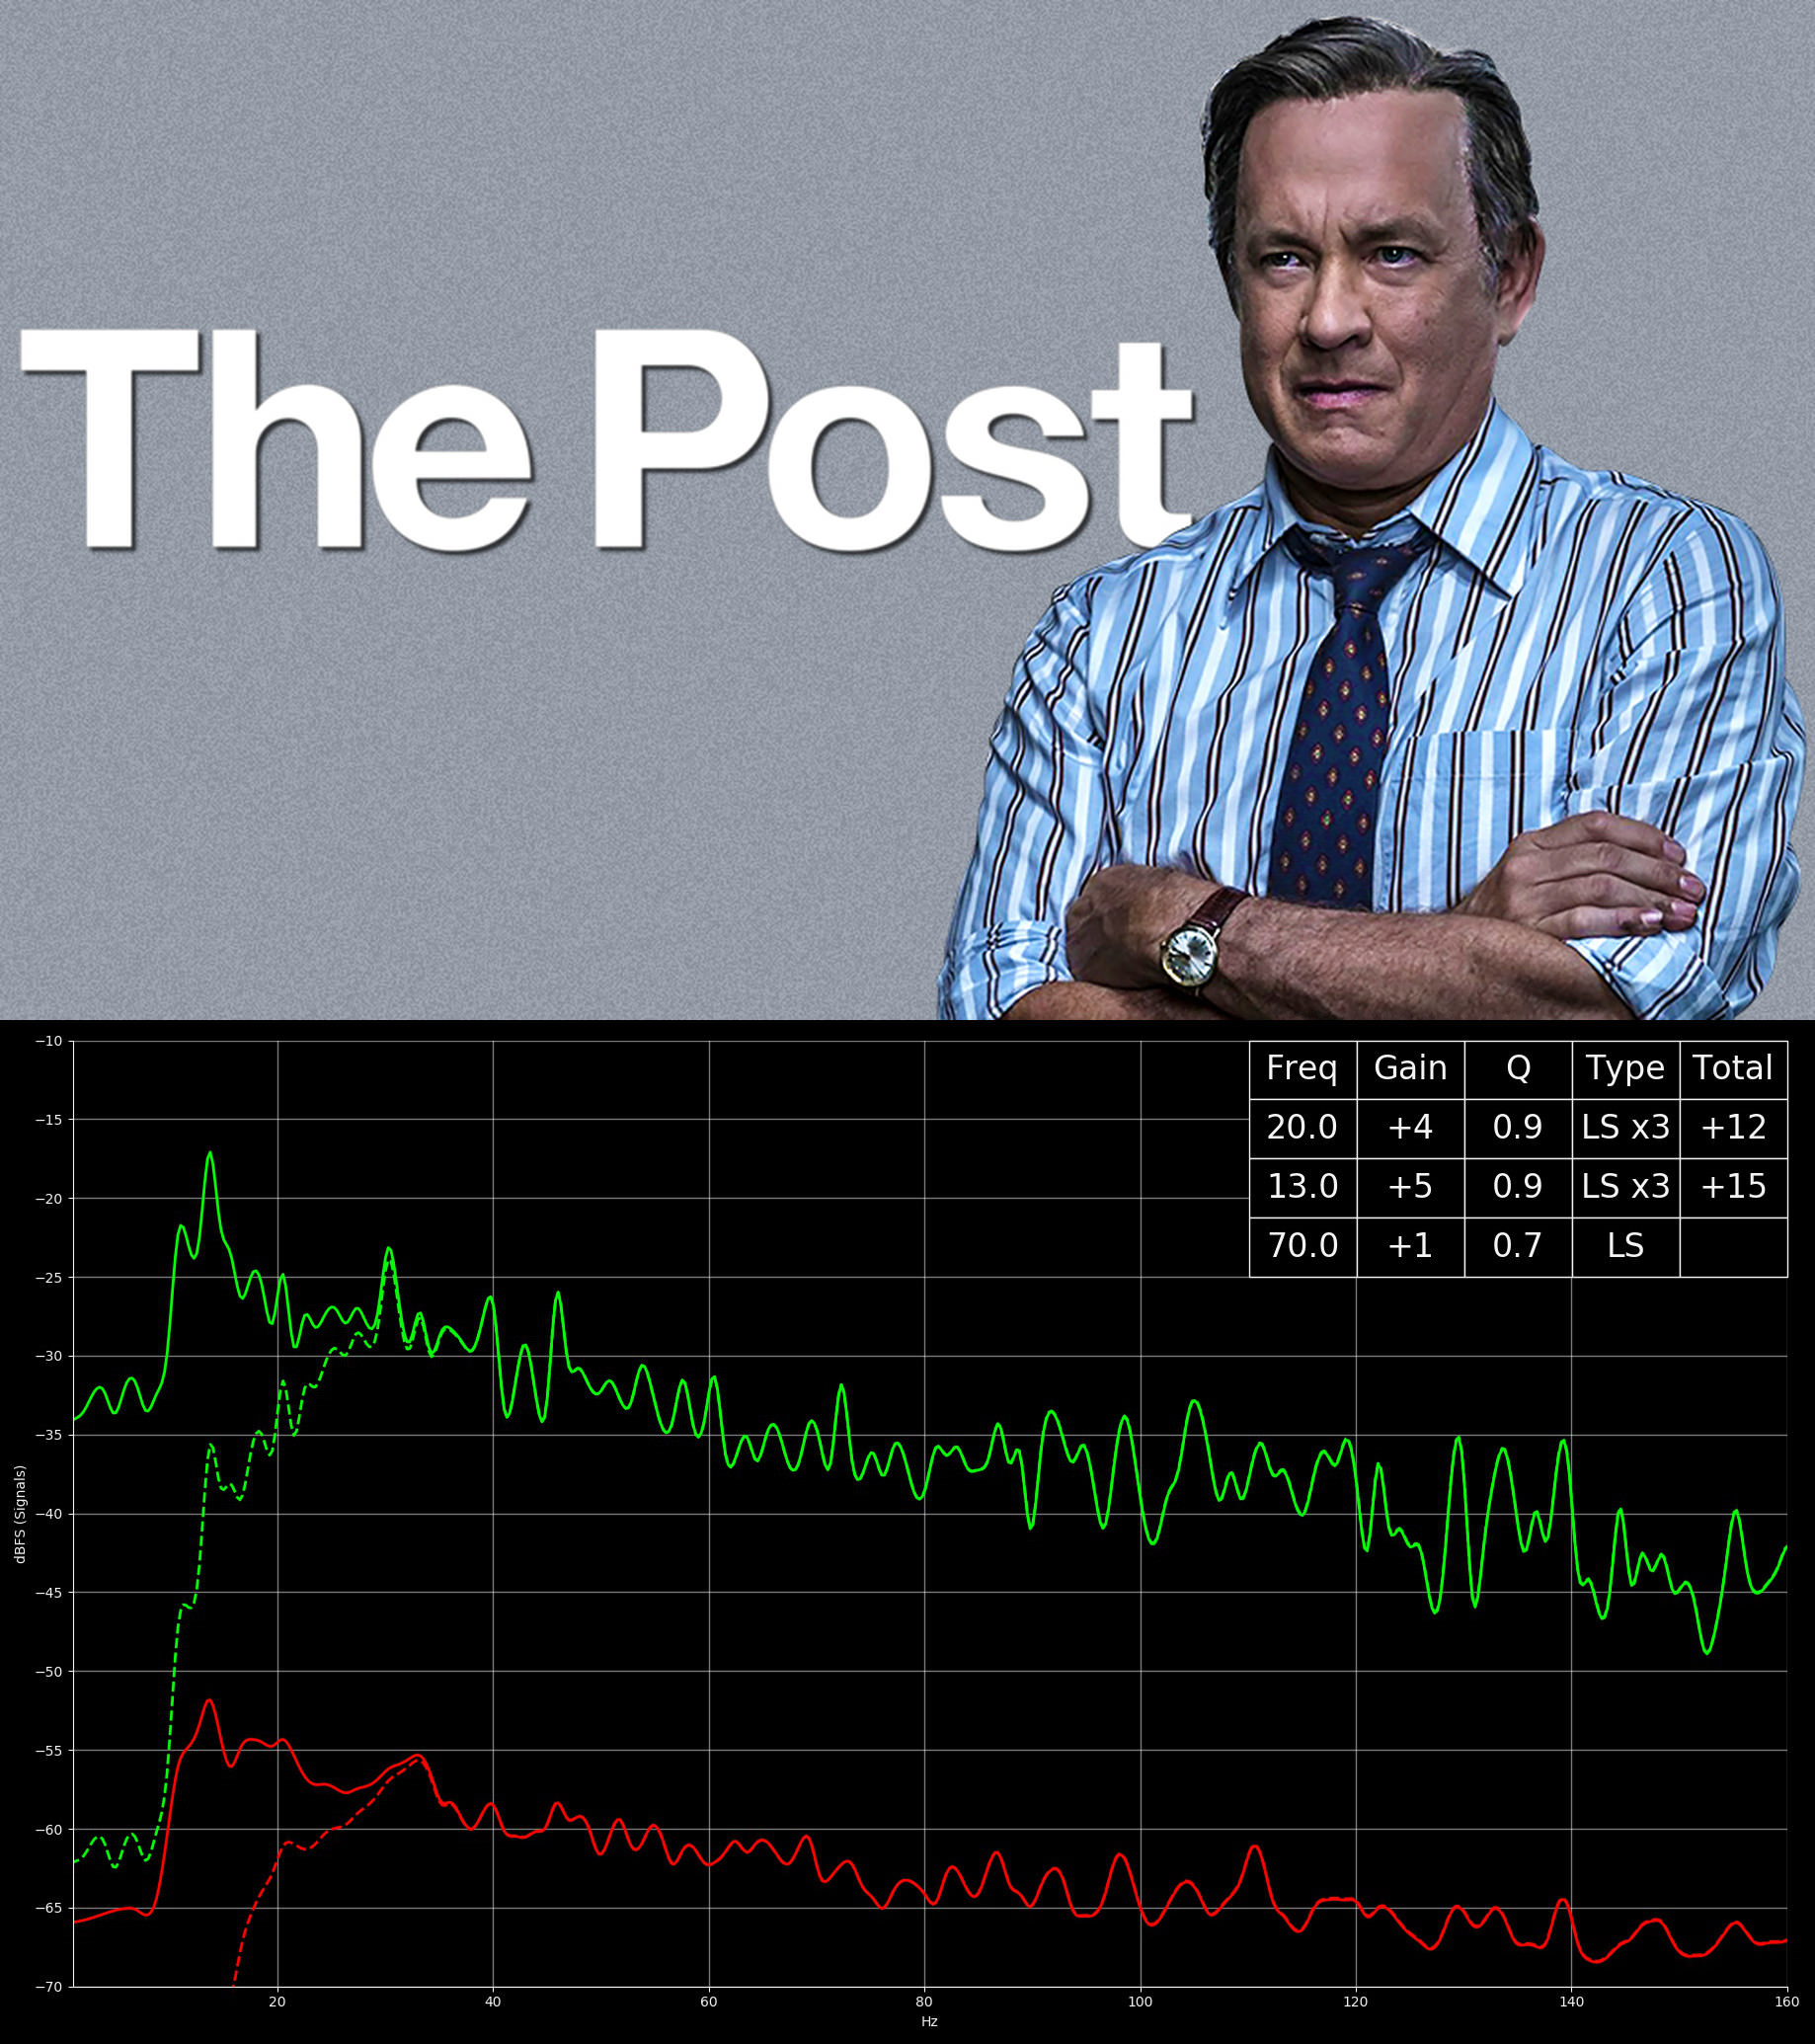 The Post
Freq Gain Q Type Total
20.0 +4 0.9 LS x3 +12
13.0 +5 0.9 LS x3 +15
70.0 +1 0.7 LS
−10
−15
−20
−25
−30
−35
−40
−45
−50
−55
−60
−65
−70
dBFS (Signals)
20 40 60 80 100 120 140 160
Hz